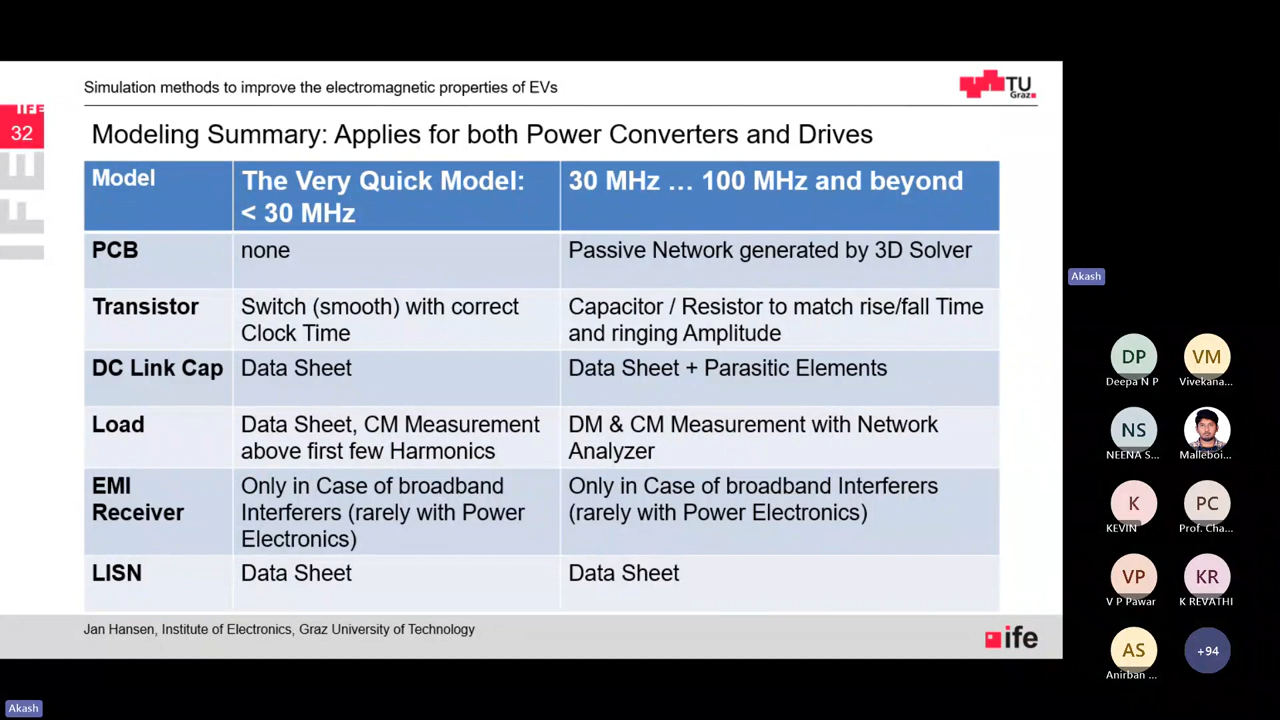 Simulation methods to improve the electromagnetic properties of EVs
TU
Graz
IFE
32
IFE
Modeling Summary: Applies for both Power Converters and Drives
Model
The Very Quick Model:
< 30 MHz
30 MHz … 100 MHz and beyond
PCB
none
Passive Network generated by 3D Solver
Transistor
Switch (smooth) with correct
Clock Time
Capacitor / Resistor to match rise/fall Time
and ringing Amplitude
DC Link Cap
Data Sheet
Data Sheet + Parasitic Elements
Load
Data Sheet, CM Measurement
above first few Harmonics
DM & CM Measurement with Network
Analyzer
EMI
Receiver
Only in Case of broadband
Interferers (rarely with Power
Electronics)
Only in Case of broadband Interferers
(rarely with Power Electronics)
LISN
Data Sheet
Data Sheet
Jan Hansen, Institute of Electronics, Graz University of Technology
ife
Akash
DP
Deepa N P
VM
Vivekana...
NS
NEENA S...
Malleboi...
K
KEVIN
PC
Prof. Cha...
VP
V P Pawar
KR
K REVATHI
AS
Anirban ...
+94
Akash